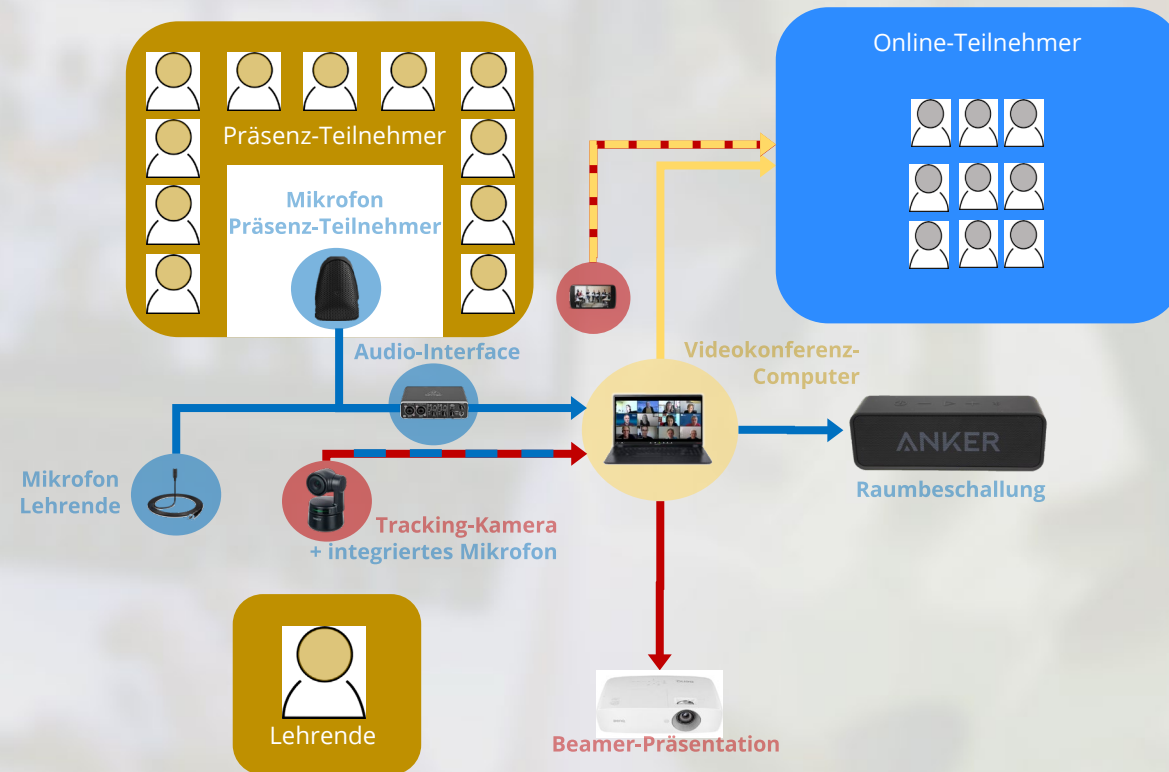 Online-Teilnehmer
Präsenz-Teilnehmer
Mikrofon
Präsenz-Teilnehmer
Audio-Interface
Videokonferenz-
Computer
ANKER
Raumbeschallung
Mikrofon
Lehrende
Tracking-Kamera
+ integriertes Mikrofon
Lehrende
Beamer-Präsentation